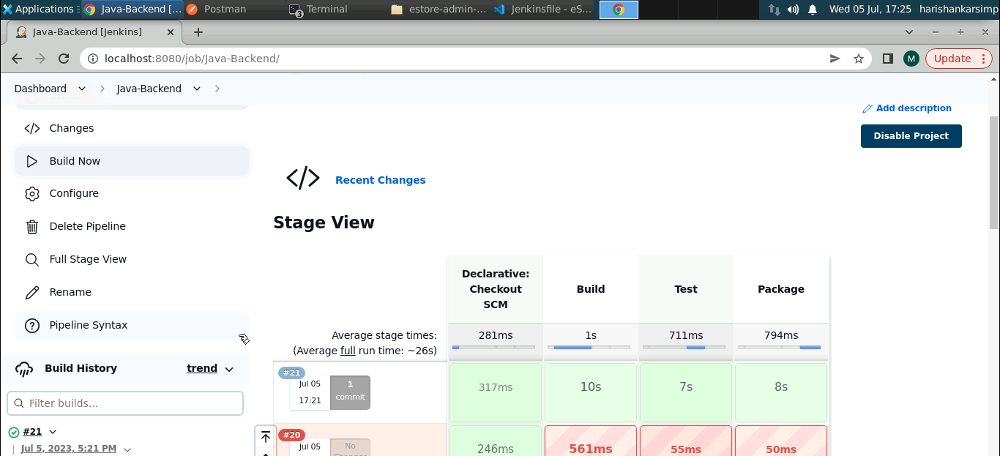 Applications
Java-Backend [...
Postman
Terminal
3
estore-admin-...
Jenkinsfile - eS...
Wed 05 Jul, 17:25
harishankarsimp
Java-Backend [Jenkins]
localhost:8080/job/Java-Backend/
M
Update
Dashboard
Java-Backend
Add description
Disable Project
Changes
Build Now
Configure
Delete Pipeline
Full Stage View
Rename
Pipeline Syntax
Build History
trend
Filter builds...
#21
Jul 5, 2023, 5:21 PM
Recent Changes
Stage View
Declarative:
Checkout
SCM
Build
Test
Package
Average stage times:
(Average full run time: ~26s)
281ms
1s
711ms
794ms
#21
Jul 05
17:21
1
commit
317ms
10s
7s
8s
#20
Jul 05
No
Changes
246ms
561ms
55ms
50ms